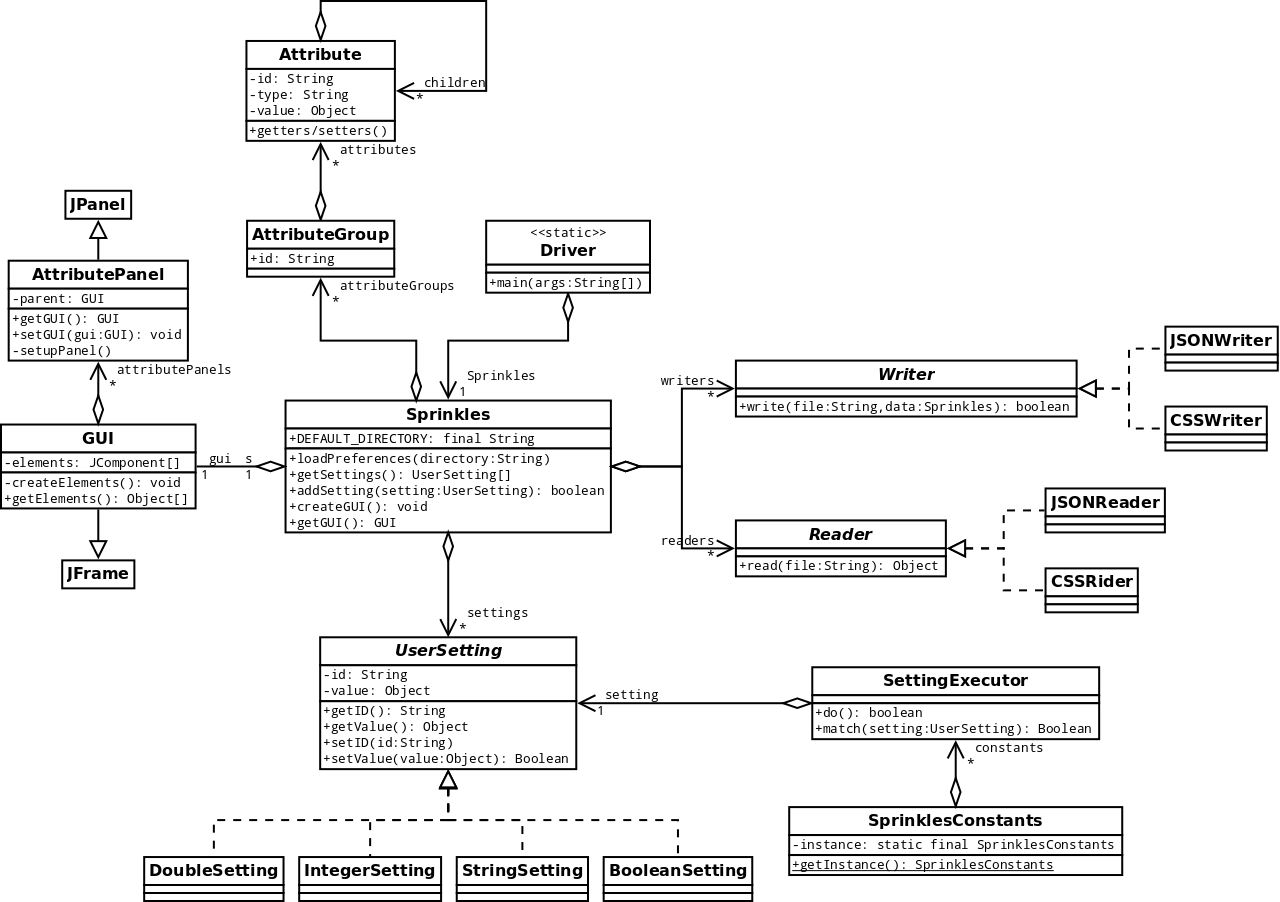 Attribute
-id: String
-type: String
-value: Object
+getters/setters()
children
*
attributes
*
JPanel
AttributeGroup
+id: String
<<static>>
Driver
+main(args:String[])
AttributePanel
-parent: GUI
+getGUI(): GUI
+setGUI(gui:GUI): void
-setupPanel()
attributeGroups
*
attributePanels
*
Sprinkles
1
JSONWriter
CSSWriter
writers
*
Writer
+write(file:String,data:Sprinkles): boolean
GUI
-elements: JComponent[]
-createElements(): void
+getElements(): Object[]
gui
1
s
1
Sprinkles
+DEFAULT_DIRECTORY: final String
+loadPreferences(directory:String)
+getSettings(): UserSetting[]
+addSetting(setting:UserSetting): boolean
+createGUI(): void
+getGUI(): GUI
readers
*
Reader
+read(file:String): Object
JSONReader
CSSRider
JFrame
settings
*
UserSetting
-id: String
-value: Object
+getID(): String
+getValue(): Object
+setID(id:String)
+setValue(value:Object): Boolean
setting
1
SettingExecutor
+do(): boolean
+match(setting:UserSetting): Boolean
constants
*
SprinklesConstants
-instance: static final SprinklesConstants
+getInstance(): SprinklesConstants
DoubleSetting
IntegerSetting
StringSetting
BooleanSetting